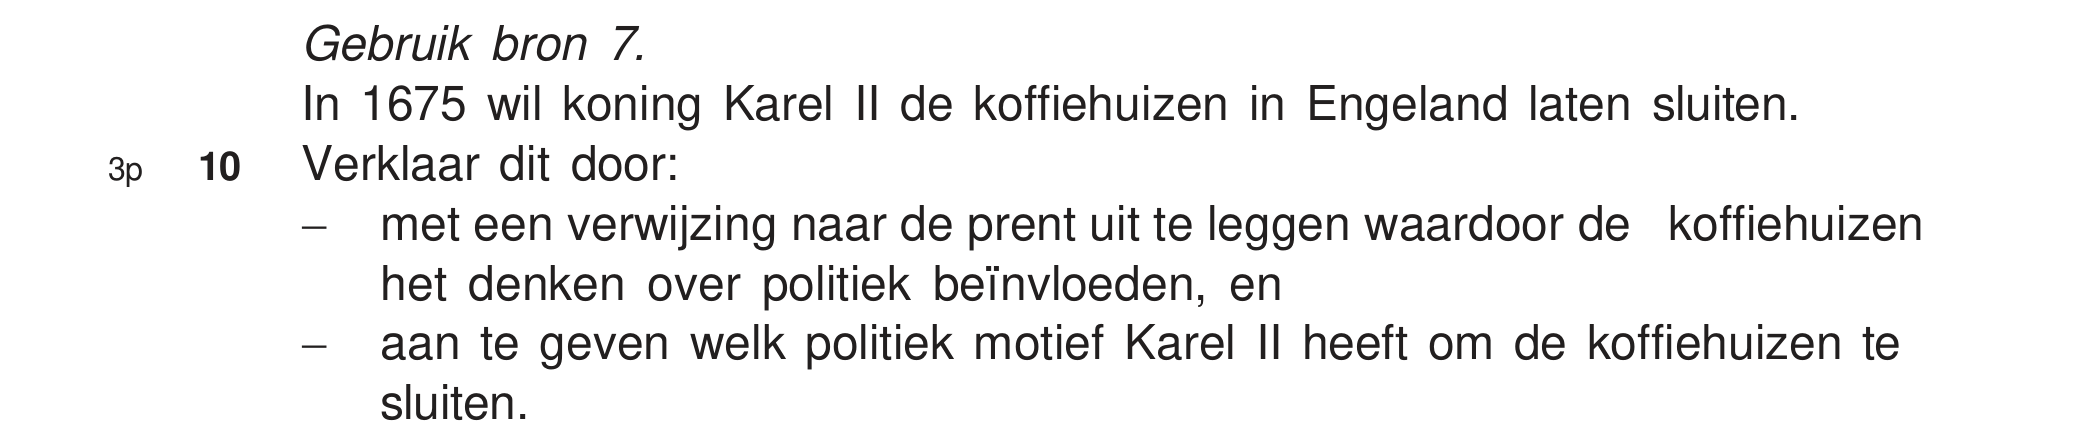 Gebruik bron 7.
In 1675 wil koning Karel II de koffiehuizen in Engeland laten sluiten.
3p 10 Verklaar dit door:
– met een verwijzing naar de prent uit te leggen waardoor de koffiehuizen
het denken over politiek beïnvloeden, en
– aan te geven welk politiek motief Karel II heeft om de koffiehuizen te
sluiten.